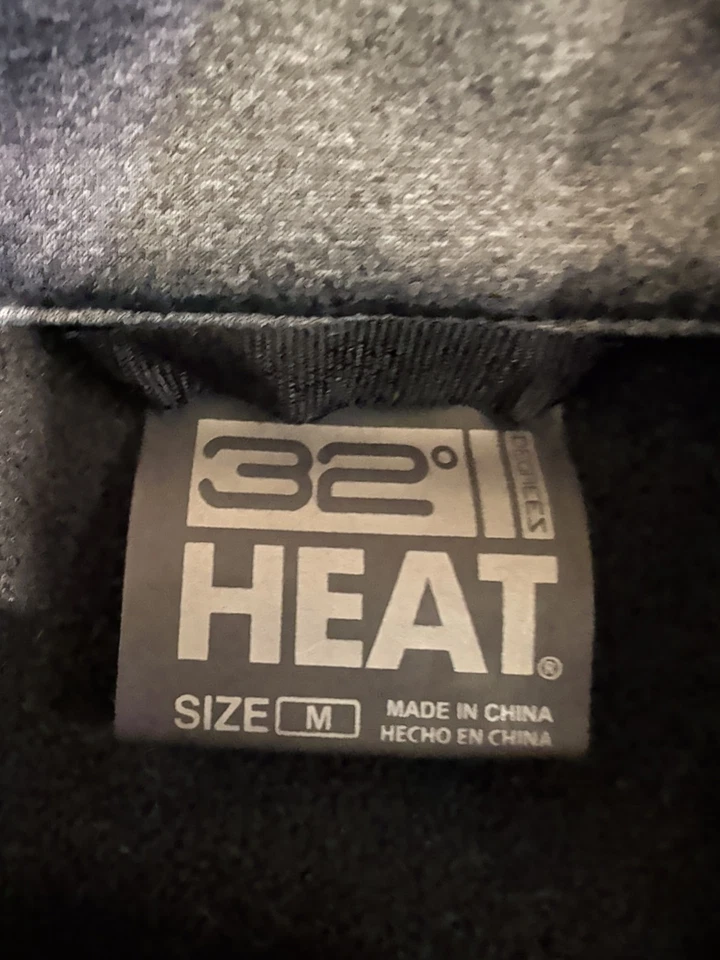 32° DEGREES
HEAT®
SIZE M
MADE IN CHINA
HECHO EN CHINA